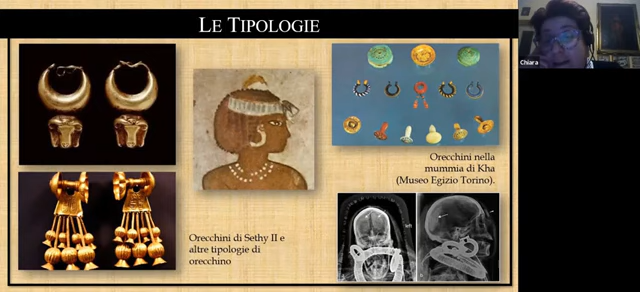 LE TIPOLOGIE
Chiara
Orecchini nella
mummia di Kha
(Museo Egizio Torino).
Orecchini di Sethy II e
altre tipologie di
orecchino